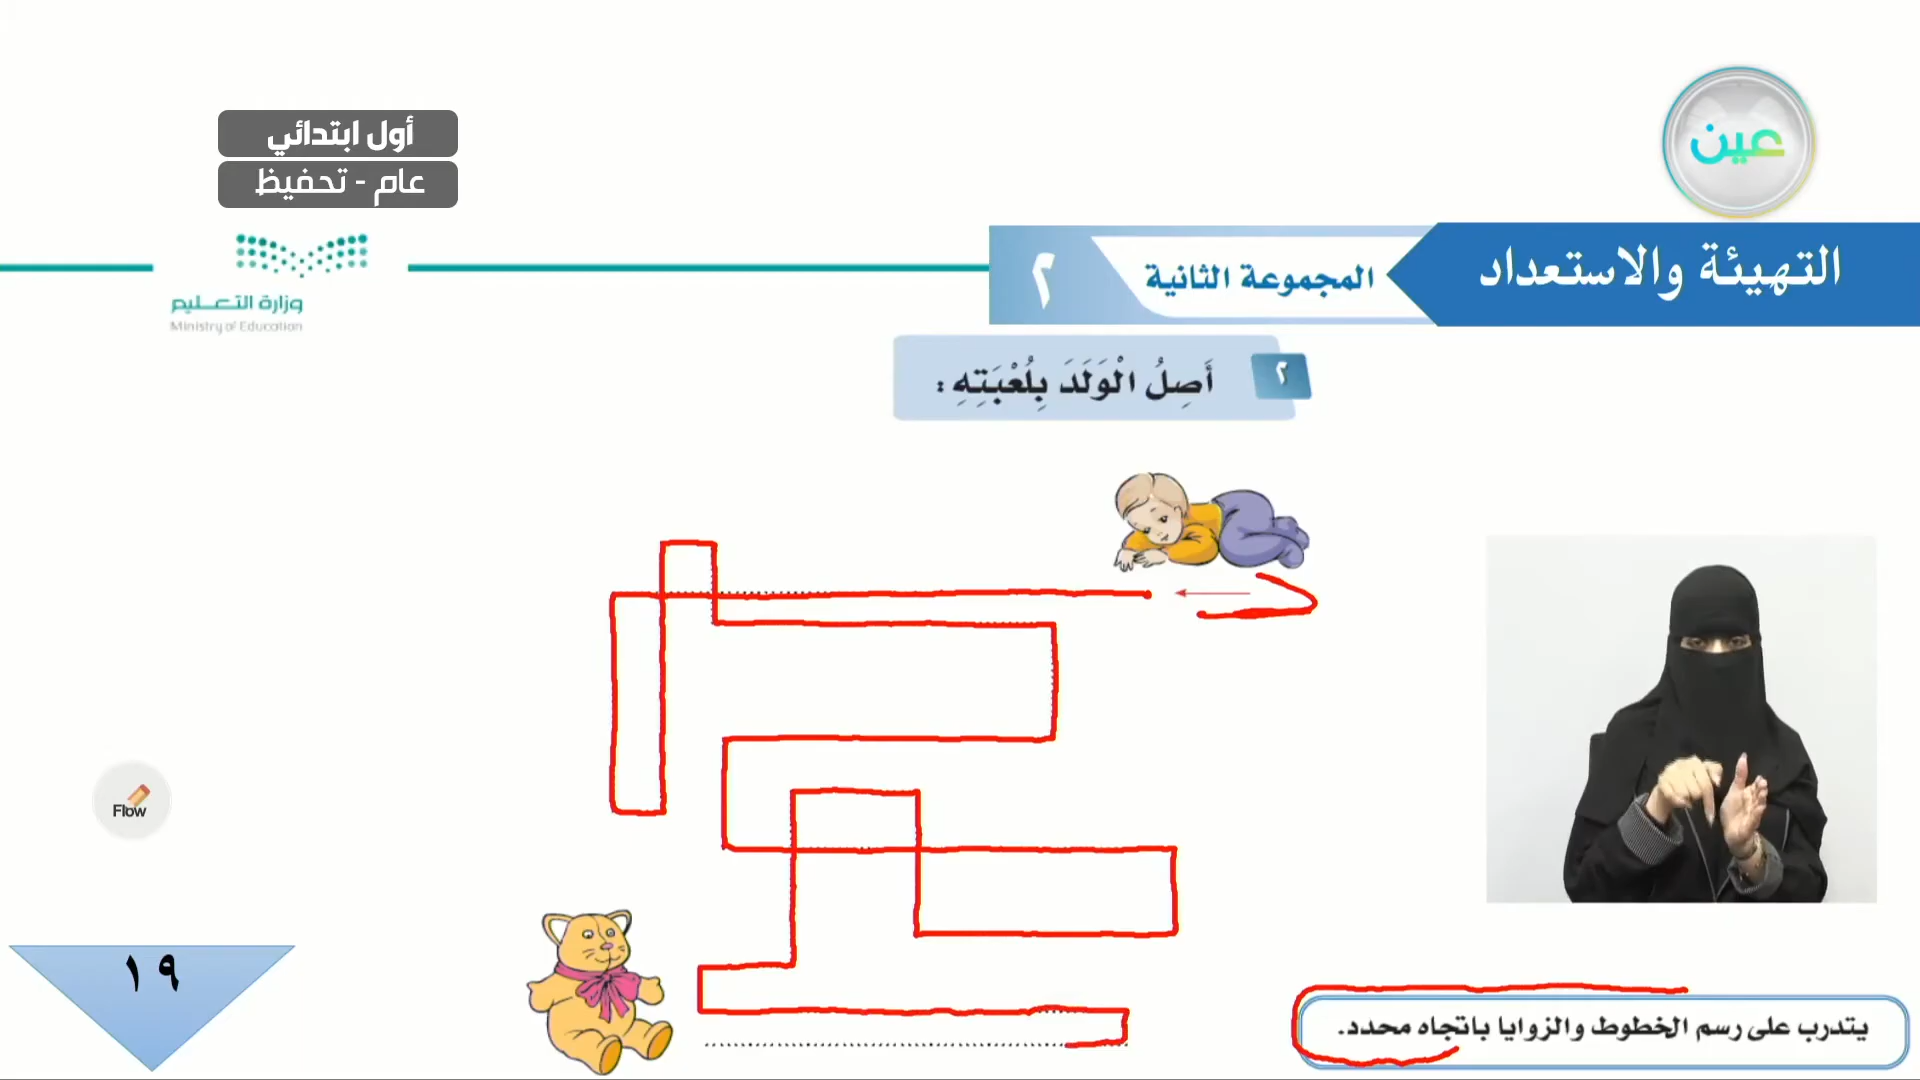 عين
أول ابتدائي
عام - تحفيظ
التهيئة والاستعداد
المجموعة الثانية
٢
وزارة التعليم
Ministry of Education
٢
أَصِلُ الْوَلَدَ بِلُعْبَتِهِ :
Flow
١٩
يتدرب على رسم الخطوط والزوايا باتجاه محدد.